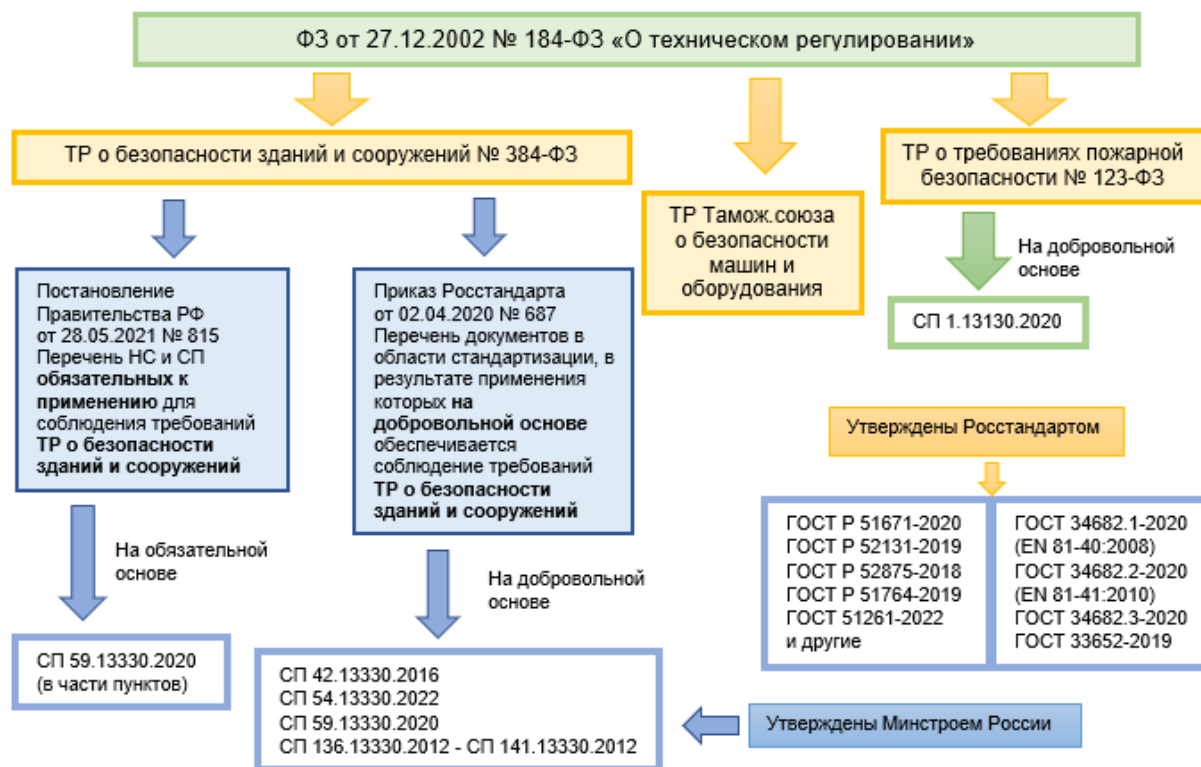 ФЗ от 27.12.2002 № 184-ФЗ «О техническом регулировании»
ТР о безопасности зданий и сооружений № 384-ФЗ
ТР Тамож.союза
о безопасности
машин и
оборудования
ТР о требованиях пожарной
безопасности № 123-ФЗ
На добровольной
основе
СП 1.13130.2020
Постановление
Правительства РФ
от 28.05.2021 № 815
Перечень НС и СП
обязательных к
применению для
соблюдения требований
ТР о безопасности
зданий и сооружений
Приказ Росстандарта
от 02.04.2020 № 687
Перечень документов в
области стандартизации, в
результате применения
которых на
добровольной основе
обеспечивается
соблюдение требований
ТР о безопасности
зданий и сооружений
На обязательной
основе
На добровольной
основе
СП 59.13330.2020
(в части пунктов)
СП 42.13330.2016
СП 54.13330.2022
СП 59.13330.2020
СП 136.13330.2012 - СП 141.13330.2012
Утверждены Росстандартом
ГОСТ Р 51671-2020
ГОСТ Р 52131-2019
ГОСТ Р 52875-2018
ГОСТ Р 51764-2019
ГОСТ 51261-2022
и другие
ГОСТ 34682.1-2020
(EN 81-40:2008)
ГОСТ 34682.2-2020
(EN 81-41:2010)
ГОСТ 34682.3-2020
ГОСТ 33652-2019
Утверждены Минстроем России